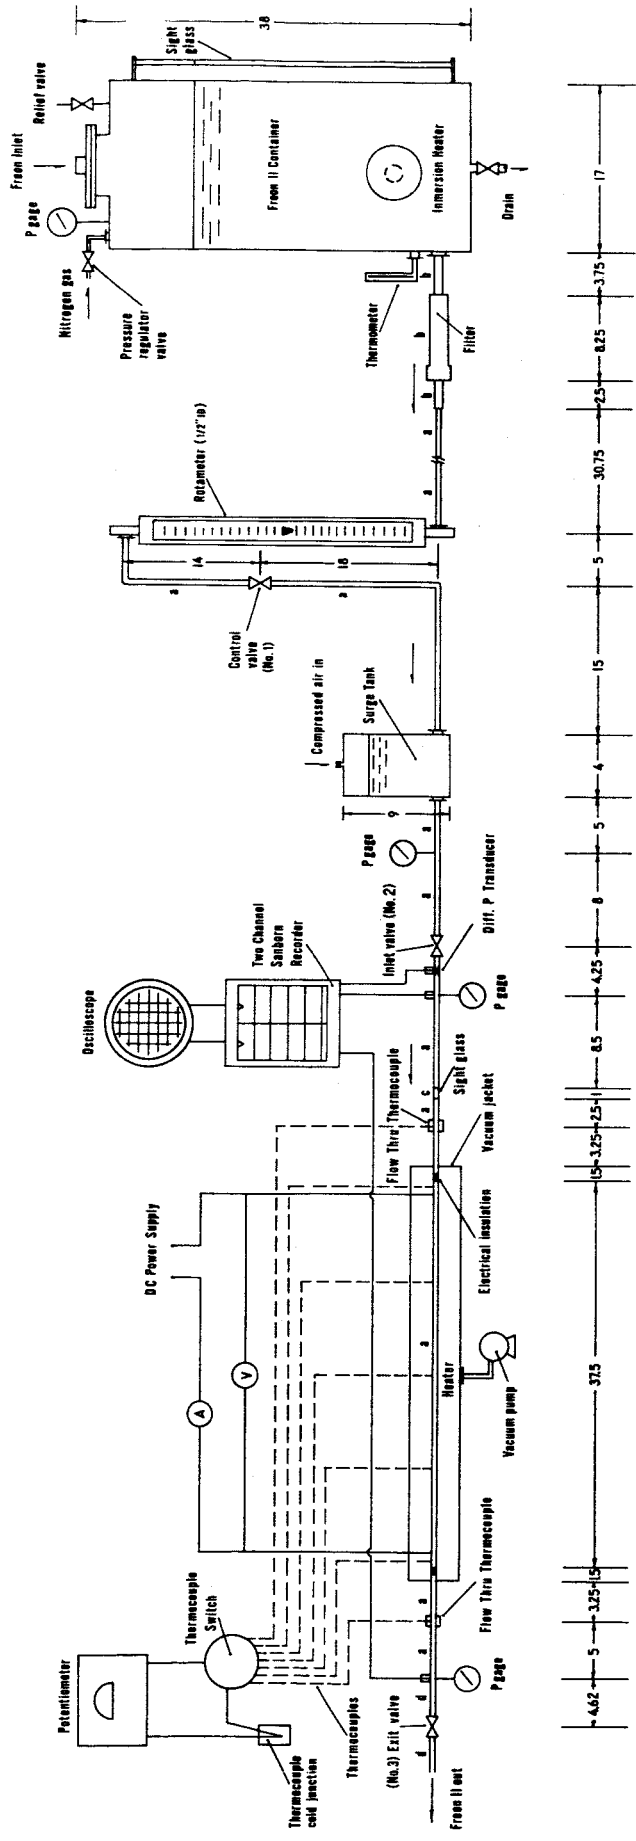 Potentiometer
Thermocouple
Switch
Thermocouple
cold junction
Thermocouples
(No.3) Exit valve
Freon II out
d
d
a
a
P gage
Flow Thru Thermocouple
A
V
DC Power Supply
Heater
a
Vacuum pump
Electrical insulation
Vacuum jacket
Flow Thru Thermocouple
a
c
Sight glass
a
P gage
Oscilloscope
Two Channel
Sanborn
Recorder
Diff. P Transducer
Inlet valve (No. 2)
a
P gage
a
9
Compressed air in
Surge Tank
Control
valve
(No.1)
a
a
14
18
Rotameter (1/2" ID)
a
a
b
b
b
Filter
Thermometer
Nitrogen gas
Pressure
regulator
valve
P gage
Freon Inlet
Relief valve
Freon II Container
Inmersion Heater
Drain
Sight
glass
38
4.62
5
3.25
1.5
37.5
1.5
3.25
2.5
1
8.5
4.25
8
5
4
15
5
30.75
2.5
8.25
3.75
17